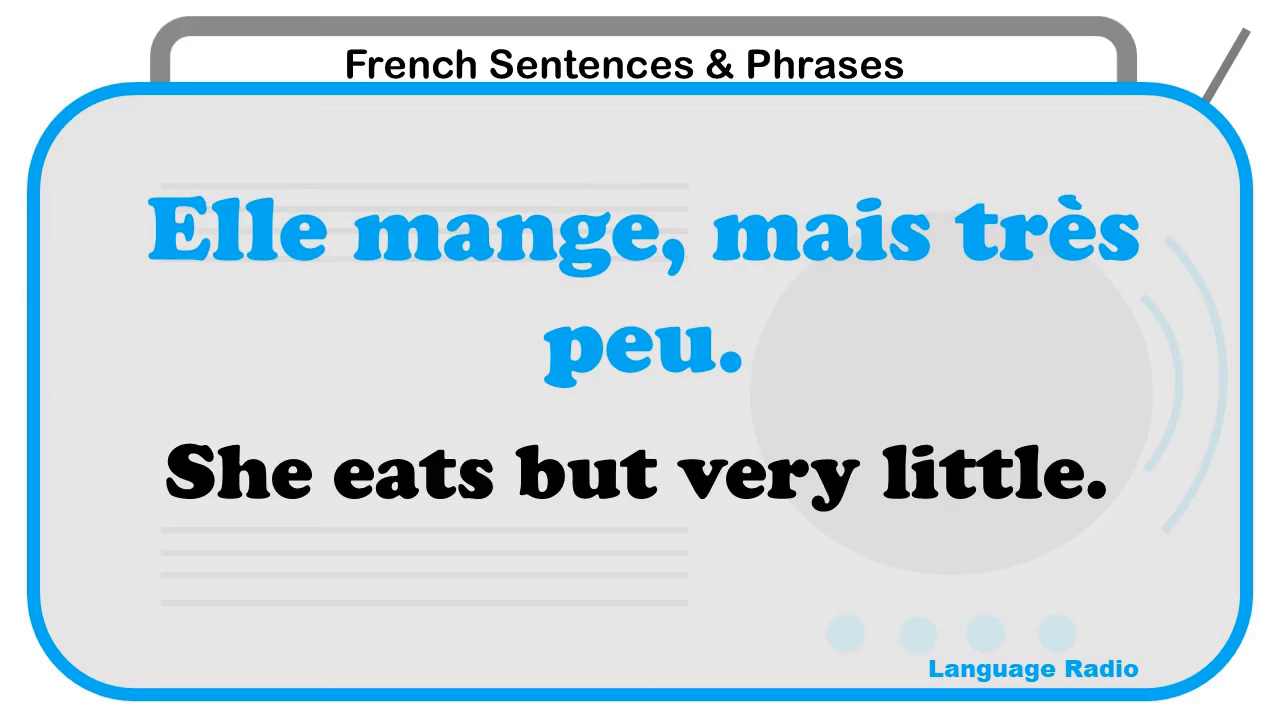 French Sentences & Phrases
Elle mange, mais très
peu.
She eats but very little.
Language Radio